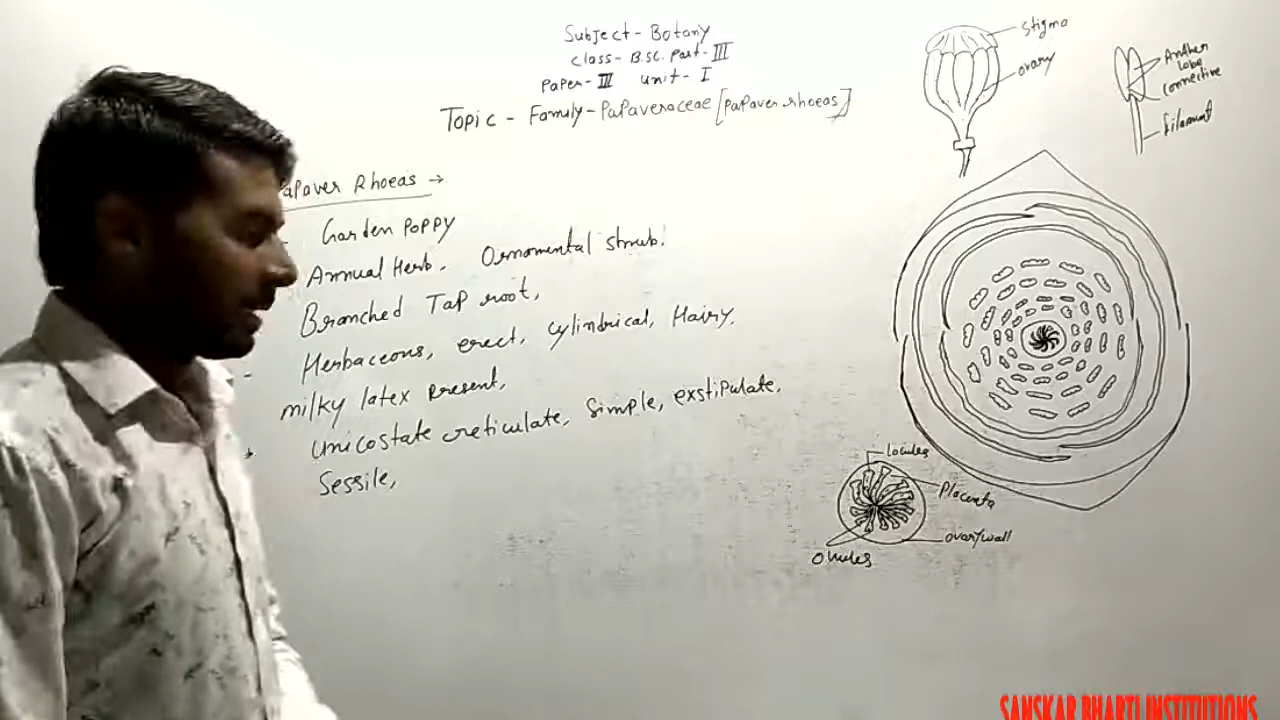 Subject - Botany
class - B.SC. Part - III
Paper - III Unit - I
Topic - Family - Papaveraceae [Papaver rhoeas]
Papaver Rhoeas →
Garden Poppy
Annual Herb, Ornomental shrub.
Branched Tap root,
Herbaceous, erect, cylindrical, Hairy.
milky latex present,
Unicostate reticulate, Simple, exstipulate.
Sessile,
Stigma
ovary
Anther
lobe
connective
filament
Locules
Placenta
ovary wall
Ovules
SANSKAR BHARTI INSTITUTIONS